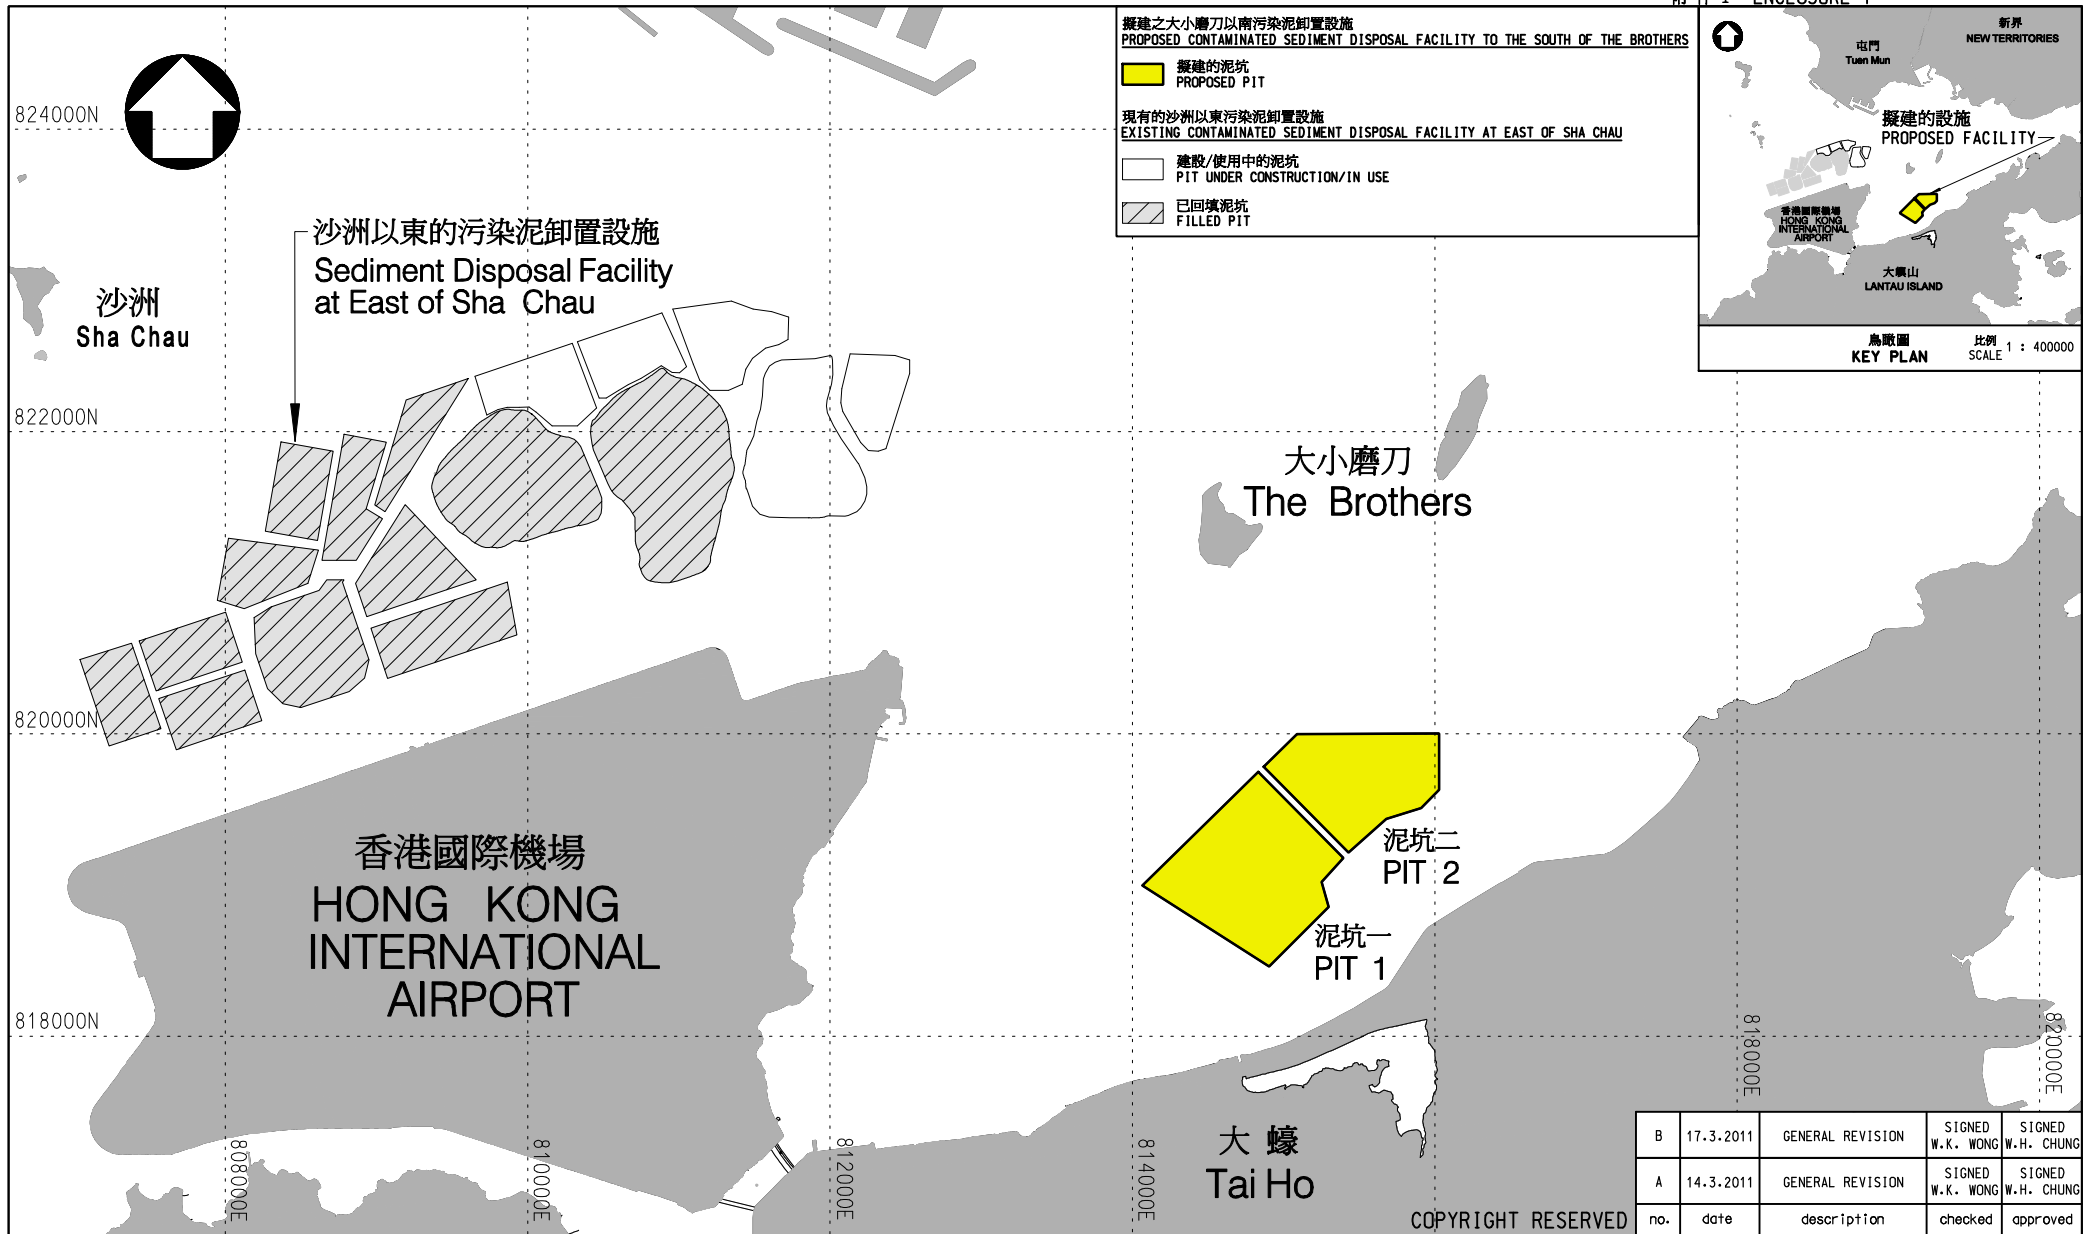 ENCLOSURE 1
擬建之大小磨刀以南污染泥卸置設施
PROPOSED CONTAMINATED SEDIMENT DISPOSAL FACILITY TO THE SOUTH OF THE BROTHERS
擬建的泥坑
PROPOSED PIT
現有的沙洲以東污染泥卸置設施
EXISTING CONTAMINATED SEDIMENT DISPOSAL FACILITY AT EAST OF SHA CHAU
建設/使用中的泥坑
PIT UNDER CONSTRUCTION/IN USE
已回填泥坑
FILLED PIT
新界
NEW TERRITORIES
屯門
Tuen Mun
擬建的設施
PROPOSED FACILITY
香港國際機場
HONG KONG
INTERNATIONAL
AIRPORT
大嶼山
LANTAU ISLAND
鳥瞰圖
KEY PLAN
比例
SCALE 1 : 400000
824000N
822000N
820000N
818000N
沙洲以東的污染泥卸置設施
Sediment Disposal Facility
at East of Sha Chau
沙洲
Sha Chau
大小磨刀
The Brothers
泥坑二
PIT 2
泥坑一
PIT 1
香港國際機場
HONG KONG
INTERNATIONAL
AIRPORT
大蠔
Tai Ho
808000E
810000E
812000E
814000E
818000E
820000E
COPYRIGHT RESERVED
B 17.3.2011 GENERAL REVISION SIGNED W.K. WONG SIGNED W.H. CHUNG
A 14.3.2011 GENERAL REVISION SIGNED W.K. WONG SIGNED W.H. CHUNG
no. date description checked approved